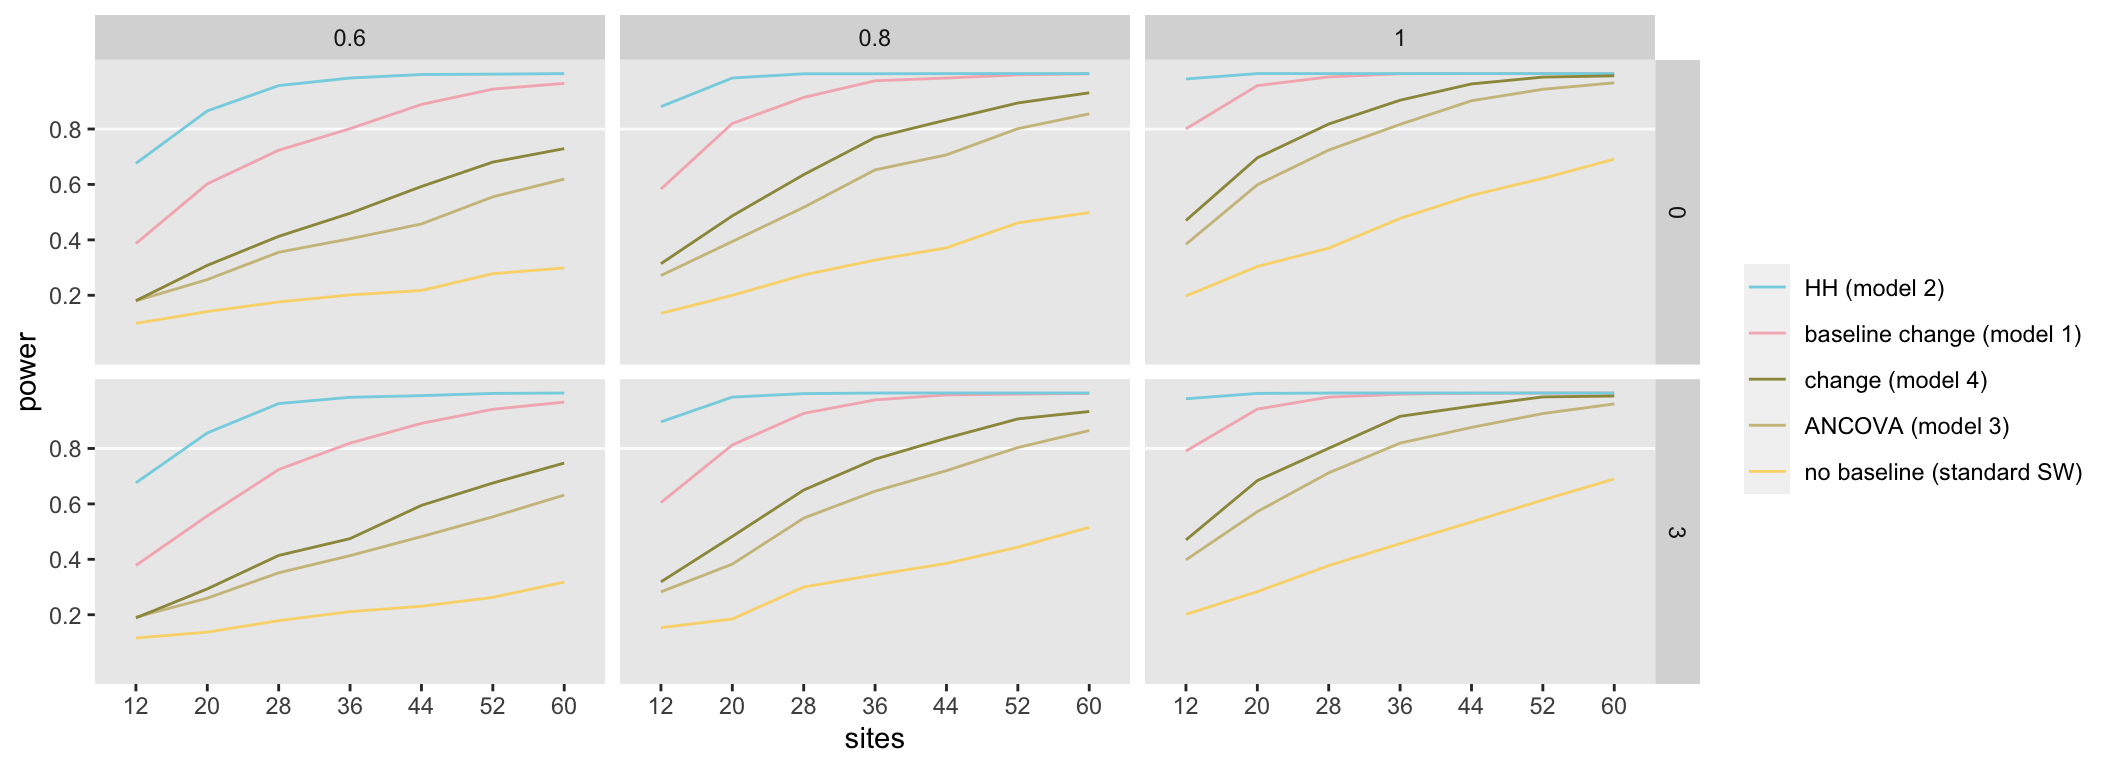 0.6
0.8
1
0.8
0.6
0.4
0.2
0
0.8
0.6
0.4
0.2
3
power
12 20 28 36 44 52 60
12 20 28 36 44 52 60
12 20 28 36 44 52 60
sites
HH (model 2)
baseline change (model 1)
change (model 4)
ANCOVA (model 3)
no baseline (standard SW)